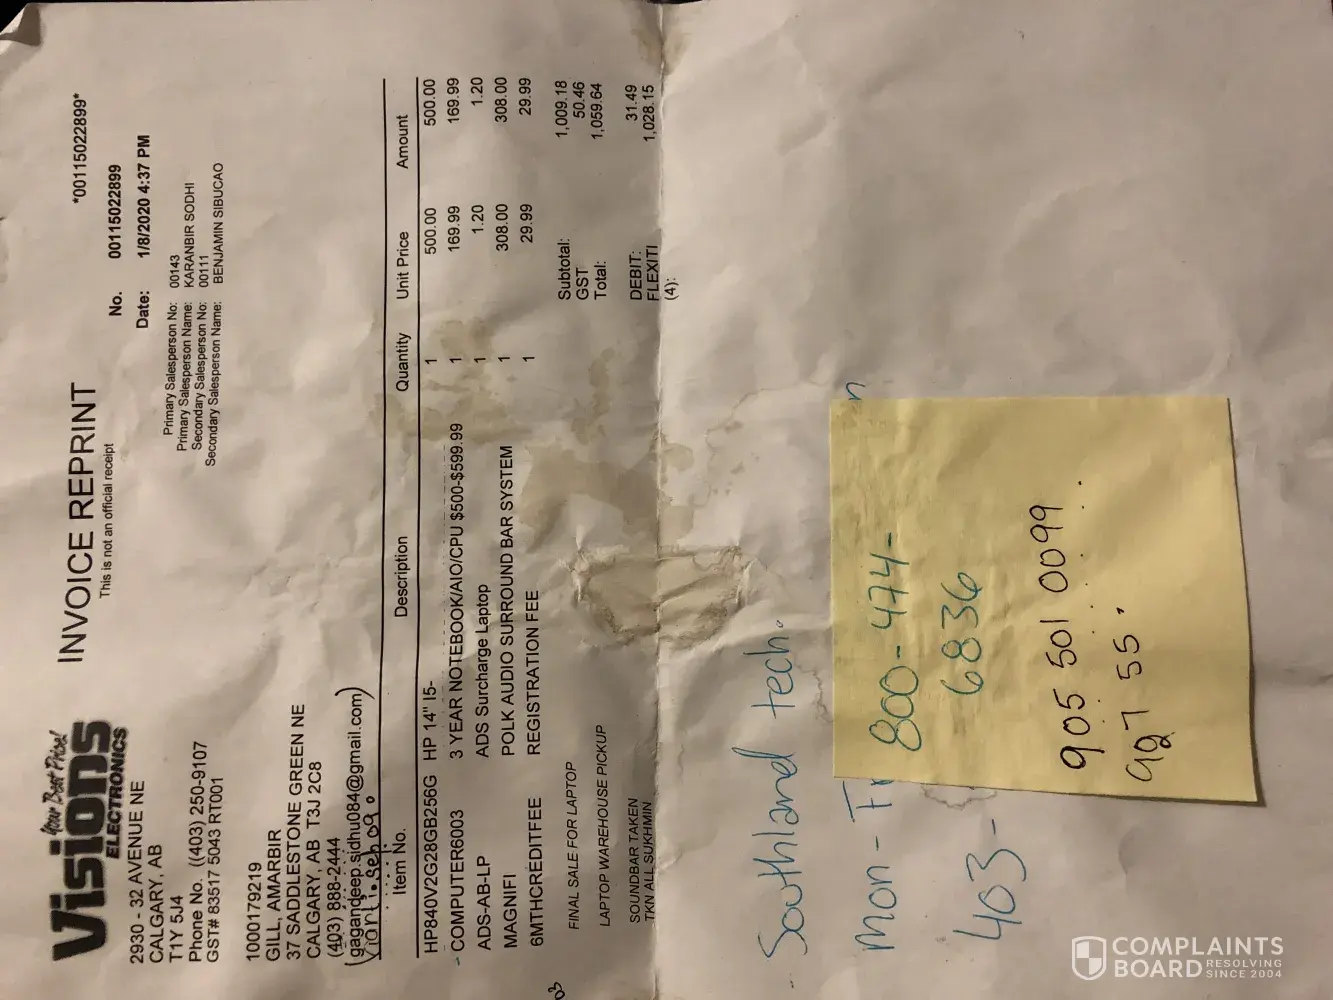 Your Best Price!
Visions
ELECTRONICS
INVOICE REPRINT
This is not an official receipt
*00115022899*
No. 00115022899
Date: 1/8/2020 4:37 PM
2930 - 32 AVENUE NE
CALGARY, AB
T1Y 5J4
Phone No. ((403) 250-9107
GST# 83517 5043 RT001
Primary Salesperson No: 00143
Primary Salesperson Name: KARANBIR SODHI
Secondary Salesperson No: 00111
Secondary Salesperson Name: BENJAMIN SIBUCAO
1000179219
GILL, AMARBIR
37 SADDLESTONE GREEN NE
CALGARY, AB T3J 2C8
(403) 888-2444
(gagandeep.sidhu084@gmail.com)
Item No. Description Quantity Unit Price Amount
HP840V2G28GB256G HP 14" I5- 1 500.00 500.00
COMPUTER6003 3 YEAR NOTEBOOK/AIO/CPU $500-$599.99 1 169.99 169.99
ADS-AB-LP ADS Surcharge Laptop 1 1.20 1.20
MAGNIFI POLK AUDIO SURROUND BAR SYSTEM 1 308.00 308.00
6MTHCREDITFEE REGISTRATION FEE 1 29.99 29.99
FINAL SALE FOR LAPTOP
Subtotal: 1,009.18
GST 50.46
LAPTOP WAREHOUSE PICKUP
Total: 1,059.64
SOUNDBAR TAKEN
TKN ALL SUKHMIN
DEBIT: 31.49
FLEXITI 1,028.15
(4):
03
Southland tech.
Mon - Fr
403-
800-474-
6836
905 501 0099
927 55
COMPLAINTS
BOARD RESOLVING
SINCE 2004